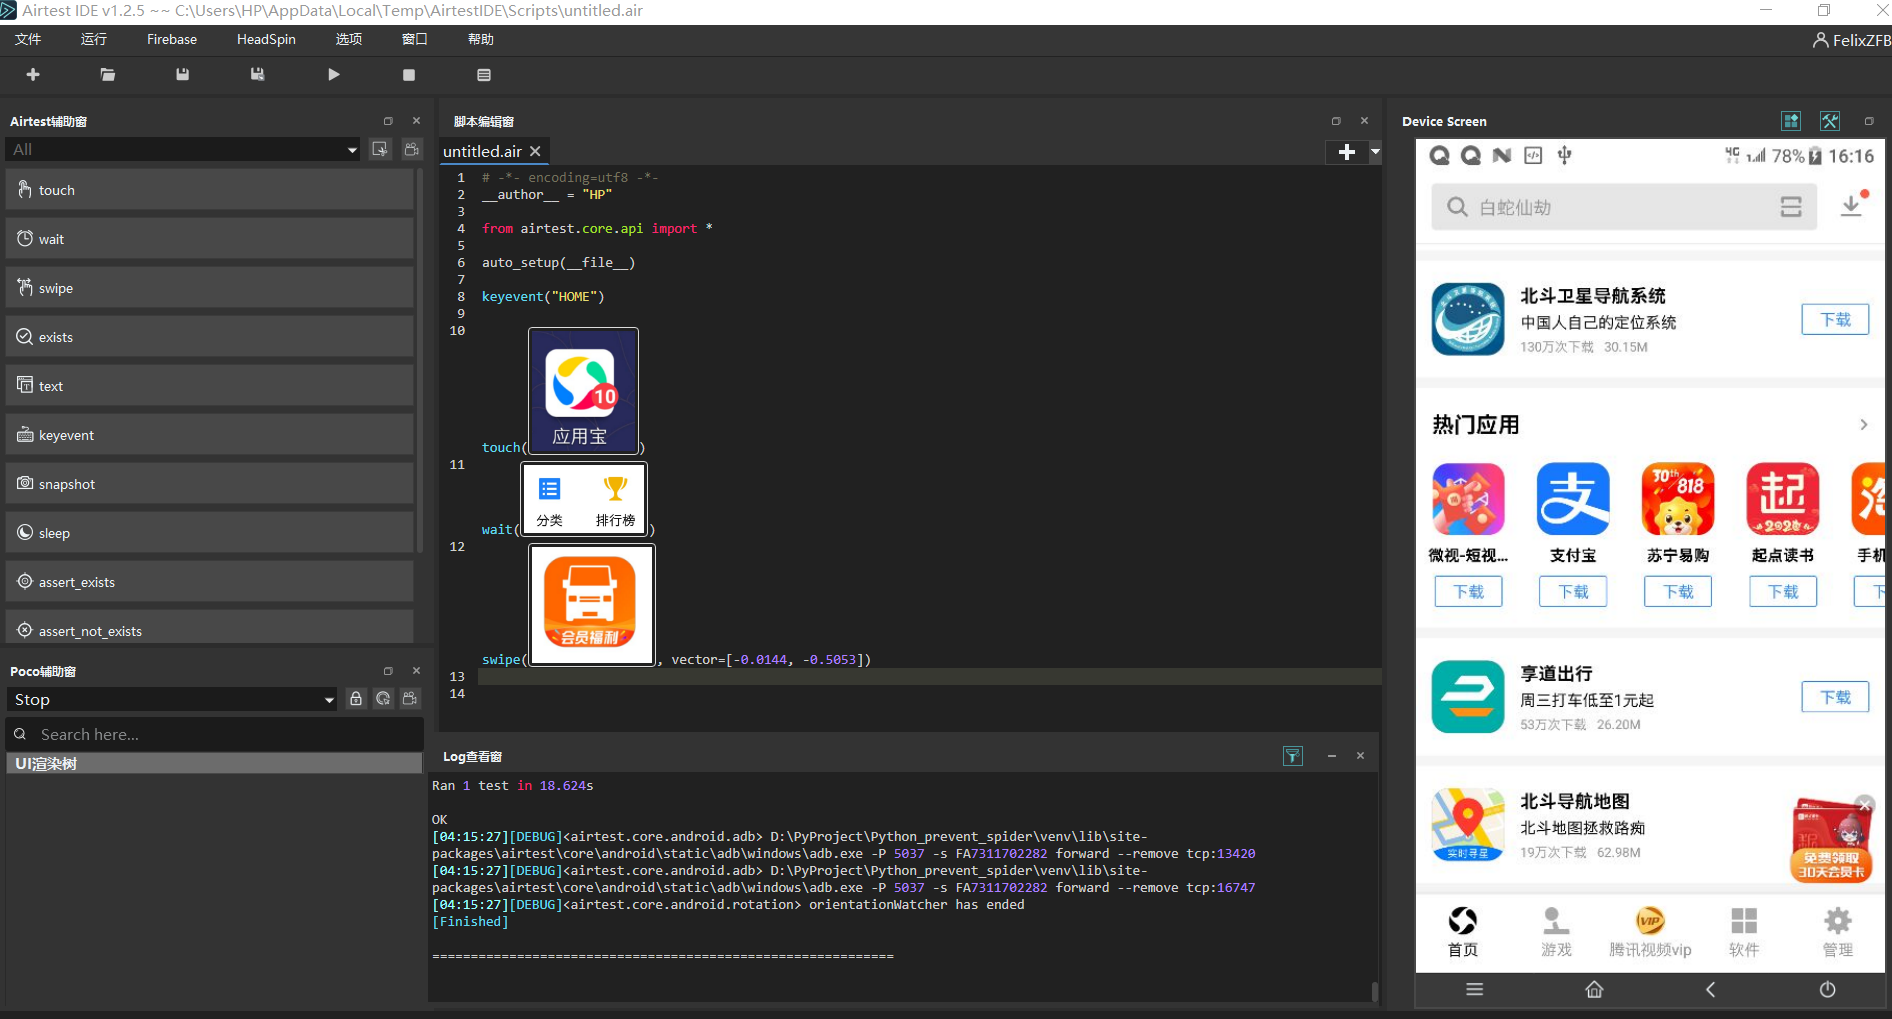 Airtest IDE v1.2.5 ~~ C:\Users\HP\AppData\Local\Temp\AirtestIDE\Scripts\untitled.air
文件 运行 Firebase HeadSpin 选项 窗口 帮助
FelixZFB
Airtest辅助窗
All
touch
wait
swipe
exists
text
keyevent
snapshot
sleep
assert_exists
assert_not_exists
Poco辅助窗
Stop
Search here...
UI渲染树
脚本编辑窗
untitled.air
1 # -*- encoding=utf8 -*-
2 __author__ = "HP"
3
4 from airtest.core.api import *
5
6 auto_setup(__file__)
7
8 keyevent("HOME")
9
10
10
应用宝
touch( )
11
分类 排行榜
wait( )
12
会员福利
swipe( , vector=[-0.0144, -0.5053])
13
14
Log查看窗
Ran 1 test in 18.624s
OK
[04:15:27][DEBUG]<airtest.core.android.adb> D:\PyProject\Python_prevent_spider\venv\lib\site-
packages\airtest\core\android\static\adb\windows\adb.exe -P 5037 -s FA7311702282 forward --remove tcp:13420
[04:15:27][DEBUG]<airtest.core.android.adb> D:\PyProject\Python_prevent_spider\venv\lib\site-
packages\airtest\core\android\static\adb\windows\adb.exe -P 5037 -s FA7311702282 forward --remove tcp:16747
[04:15:27][DEBUG]<airtest.core.android.rotation> orientationWatcher has ended
[Finished]
============================================================
Device Screen
4G 78% 16:16
白蛇仙劫
北斗卫星导航系统
中国人自己的定位系统
130万次下载 30.15M
下载
热门应用
30th 818
起
2020
支
淘
微视-短视... 支付宝 苏宁易购 起点读书 手机
下载 下载 下载 下载 下
享道出行
周三打车低至1元起
53万次下载 26.20M
下载
北斗导航地图
北斗地图拯救路痴
19万次下载 62.98M
实时寻星
免费领取
30天会员卡
VIP
首页 游戏 腾讯视频vip 软件 管理